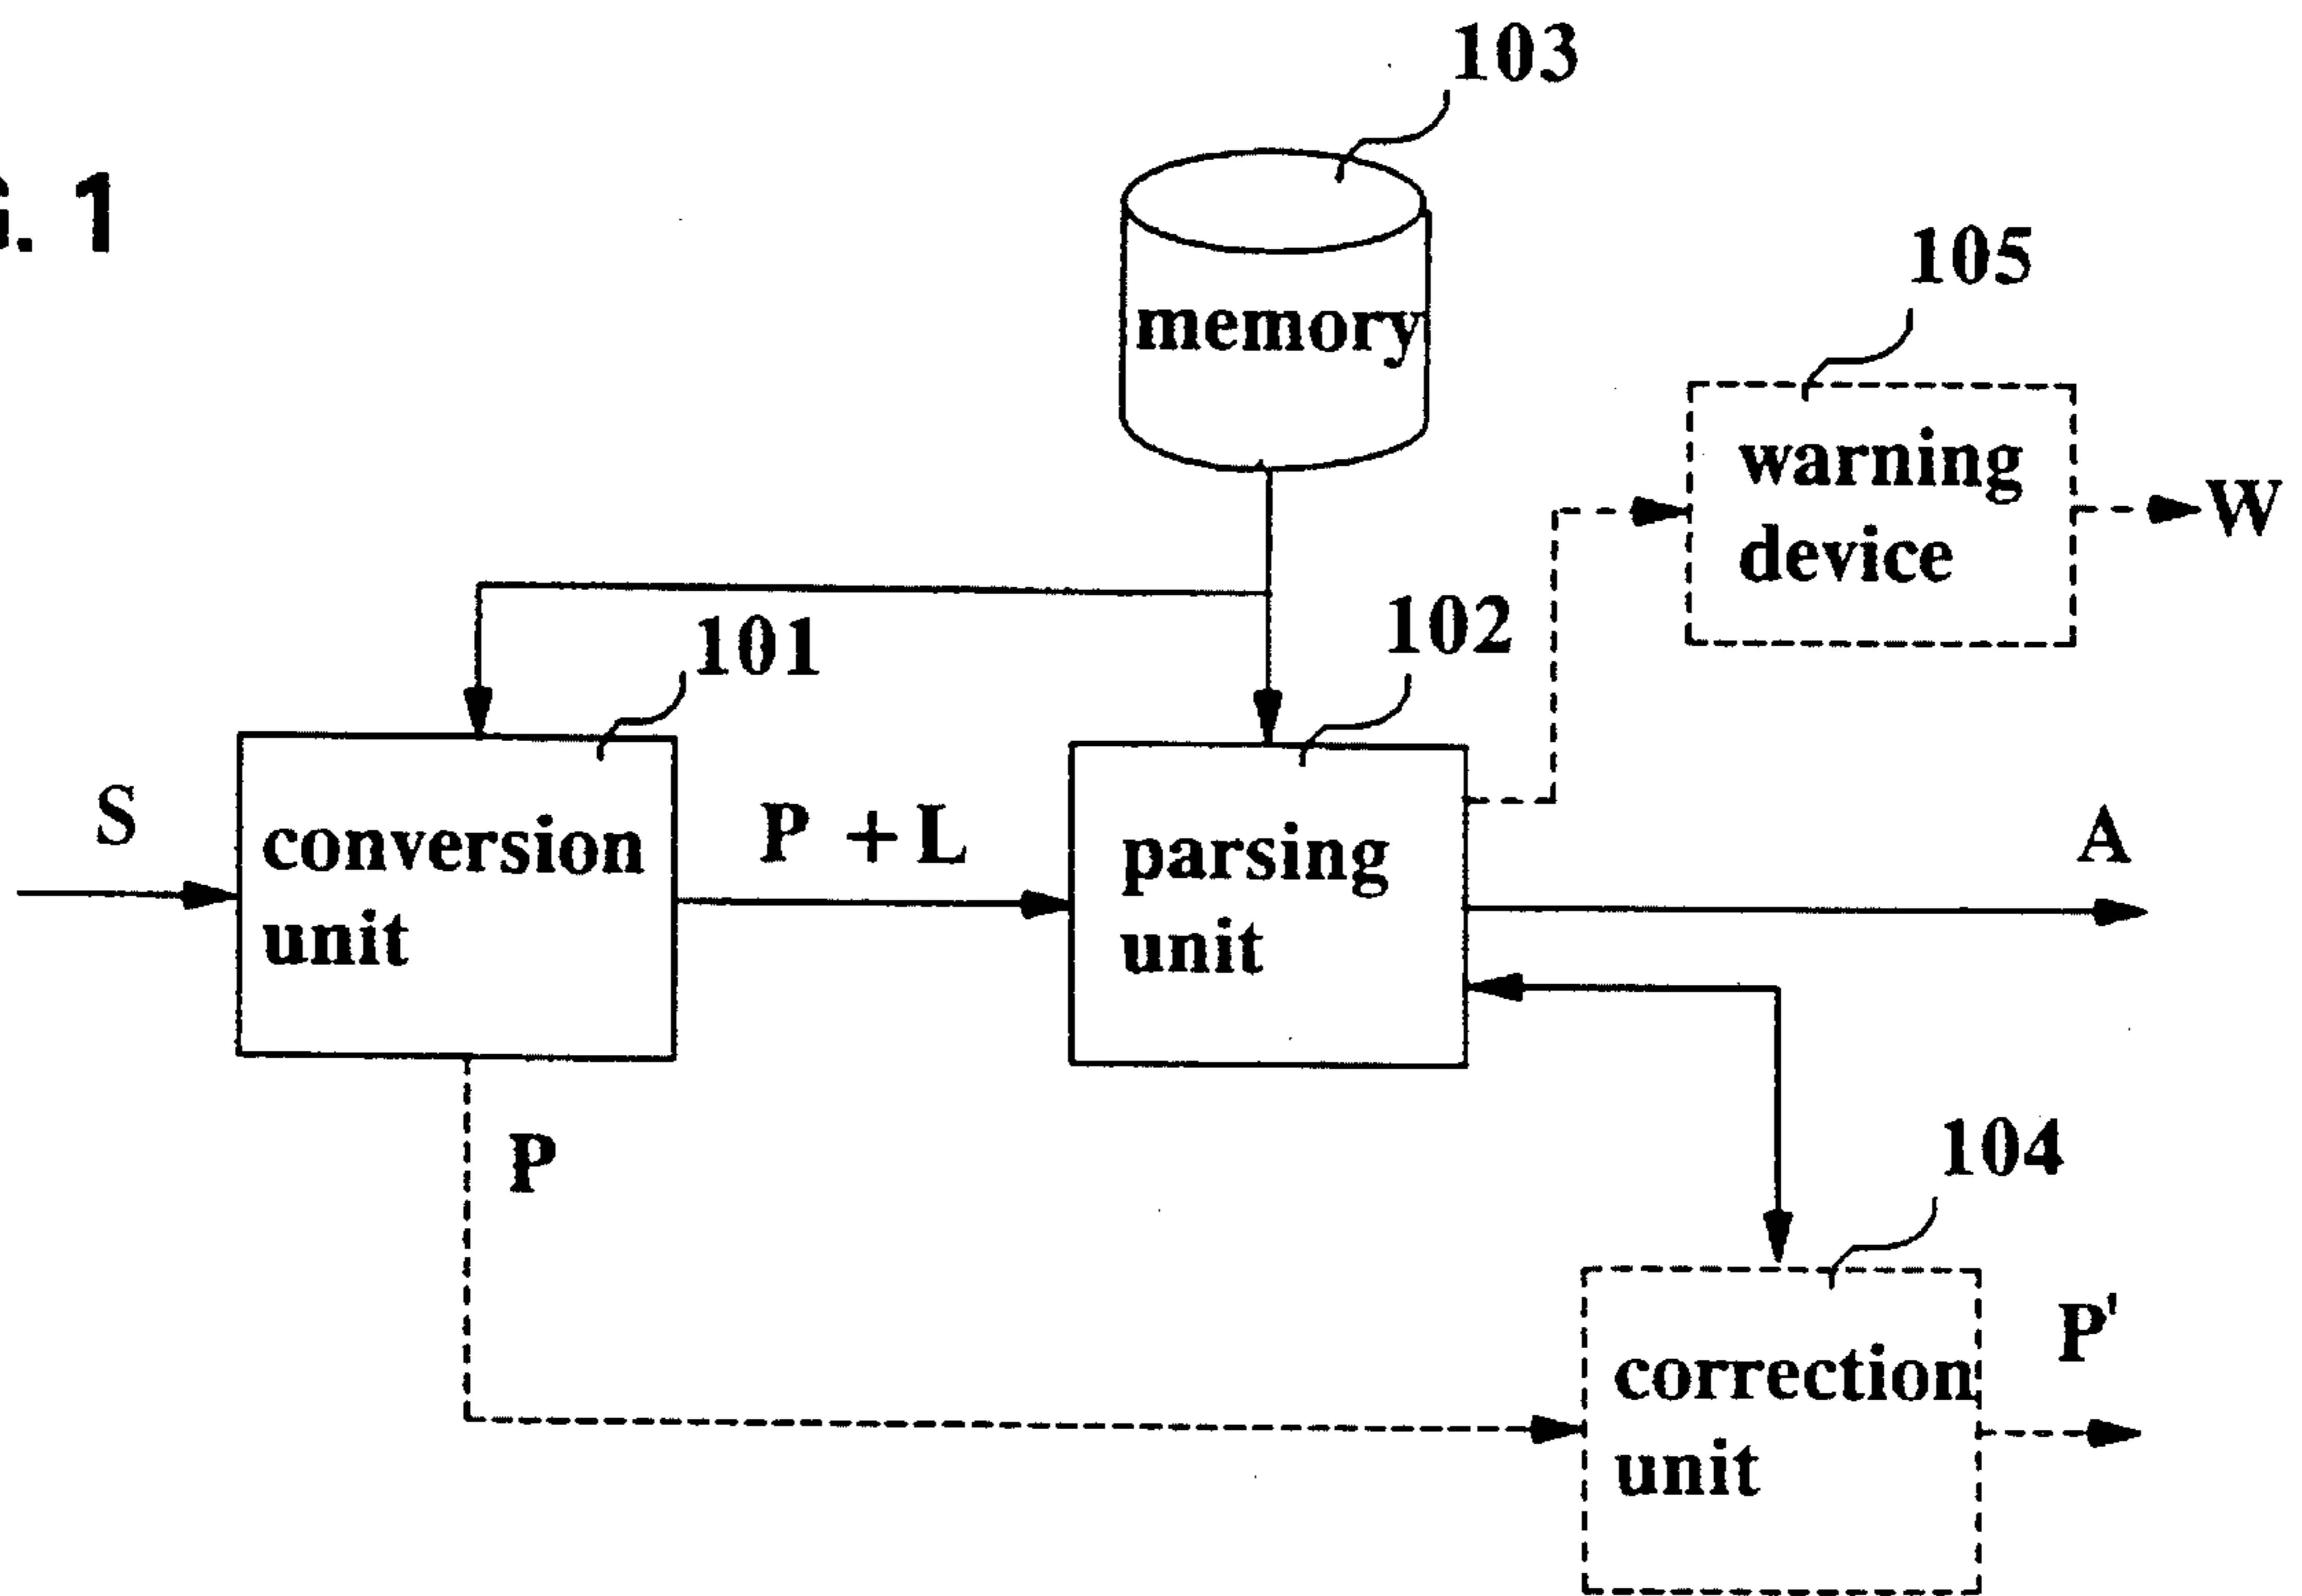 103
G. 1
105
memory
warning
device
W
101
102
S
P + L
A
conversion
unit
parsing
unit
P
104
P'
correction
unit